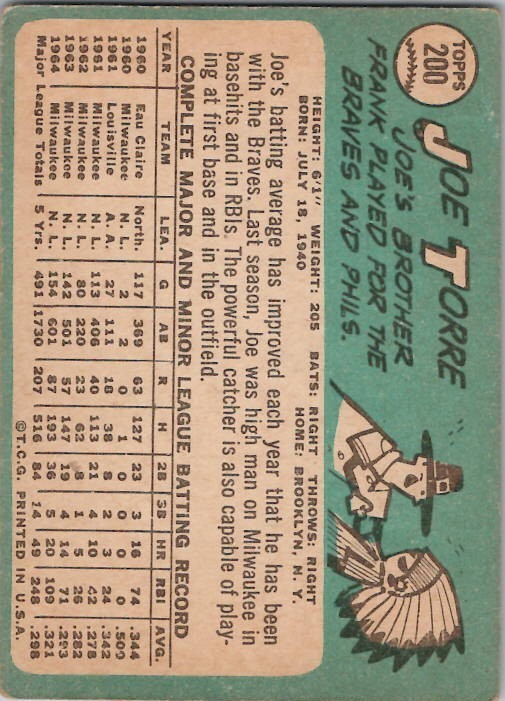 TOPPS
200
JOE TORRE
JOE'S BROTHER
FRANK PLAYED FOR THE
BRAVES AND PHILS.
HEIGHT: 6'1" WEIGHT: 205 BATS: RIGHT THROWS: RIGHT
BORN: JULY 18, 1940 HOME: BROOKLYN, N. Y.
Joe's batting average has improved each year that he has been
with the Braves. Last season, Joe was high man on Milwaukee in
basehits and in RBIs. The powerful catcher is also capable of play-
ing at first base and in the outfield.
COMPLETE MAJOR AND MINOR LEAGUE BATTING RECORD
YEAR TEAM LEA. G AB R H 2B 3B HR RBI AVG.
1960 Eau Claire North. 117 369 63 127 23 3 16 74 .344
1960 Milwaukee N. L. 2 2 0 1 0 0 0 0 .500
1961 Louisville A. A. 27 111 18 38 8 2 3 24 .342
1961 Milwaukee N. L. 113 406 40 113 21 4 10 42 .278
1962 Milwaukee N. L. 80 220 23 62 8 1 5 26 .282
1963 Milwaukee N. L. 142 501 57 147 19 4 14 71 .293
1964 Milwaukee N. L. 154 601 87 193 36 5 20 109 .321
Major League Totals 5 Yrs. 491 1730 207 516 84 14 49 248 .298
©T.C.G. PRINTED IN U.S.A.